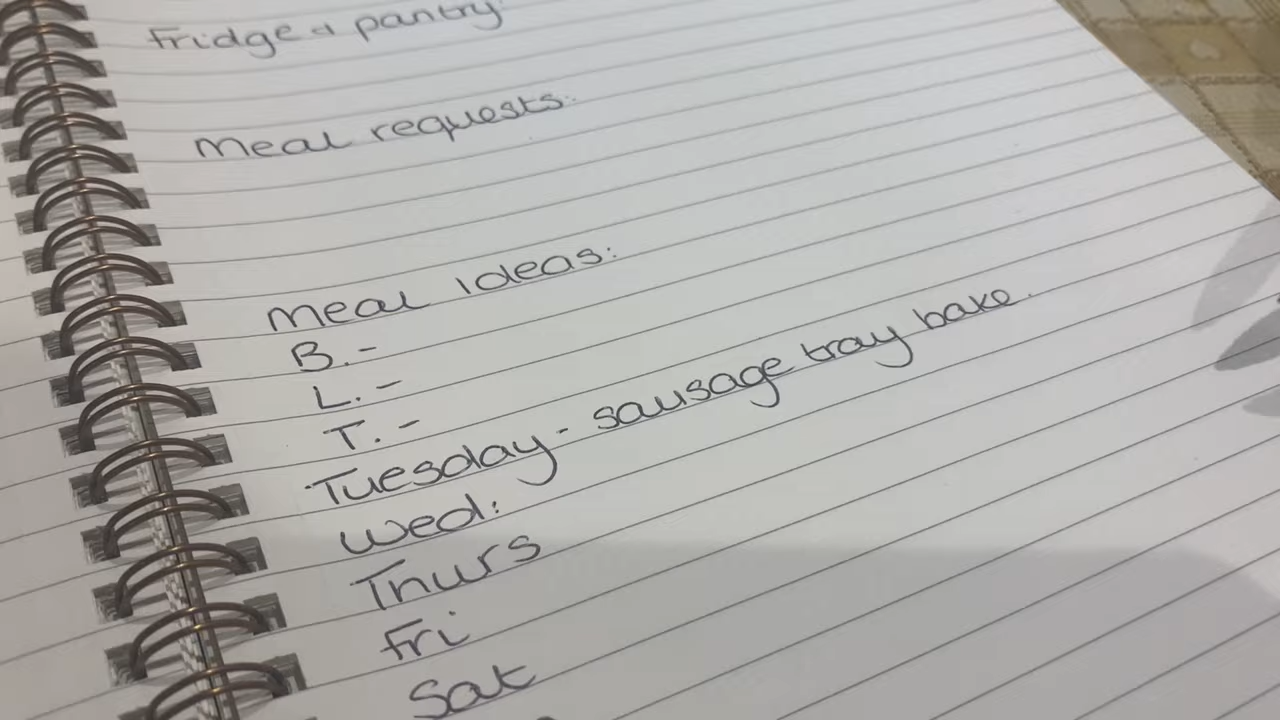 Fridge & pantry
Meal requests:
Meal ideas:
B. -
L. -
T. -
Tuesday - sausage tray bake.
Wed:
Thurs
Fri
Sat